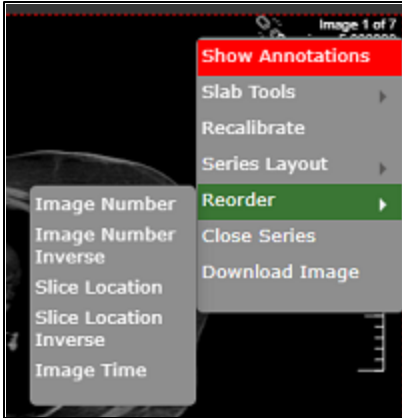 Image 1 of 7
Show Annotations
Slab Tools
Recalibrate
Series Layout
Reorder
Close Series
Download Image
Image Number
Image Number
Inverse
Slice Location
Slice Location
Inverse
Image Time